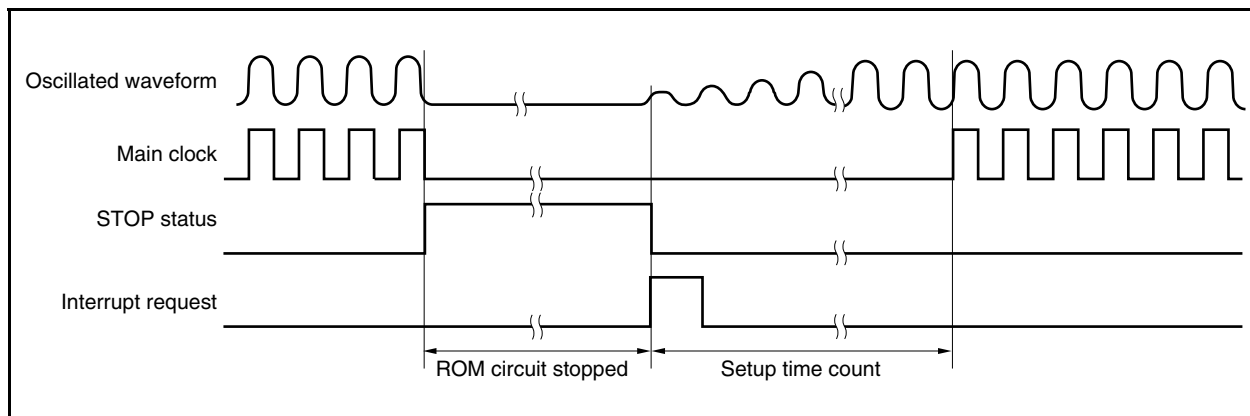 Oscillated waveform
Main clock
STOP status
Interrupt request
ROM circuit stopped
Setup time count